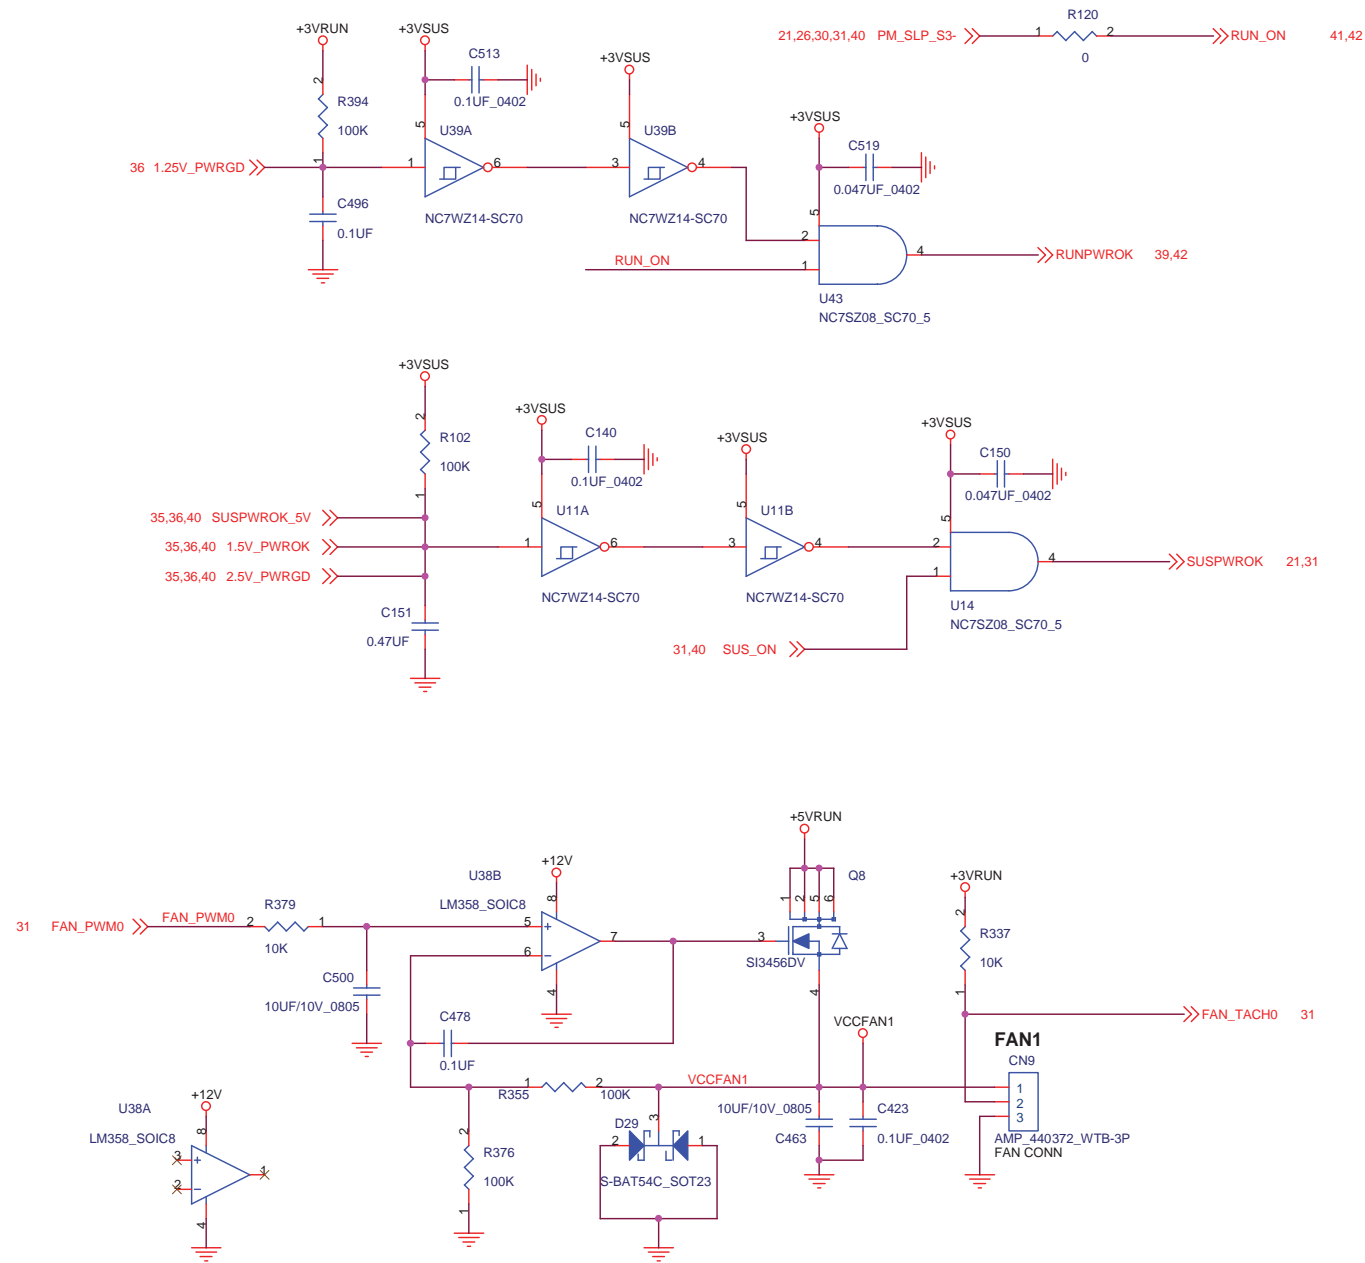 +3VRUN
+3VSUS
C513
0.1UF_0402
+3VSUS
21,26,30,31,40 PM_SLP_S3- 1 R120 2 RUN_ON 41,42
0
2
R394
100K
1
5
U39A
5
U39B
+3VSUS
C519
0.047UF_0402
36 1.25V_PWRGD
1 6 3 4
C496
0.1UF
NC7WZ14-SC70
NC7WZ14-SC70
5
2
4
RUNPWROK 39,42
RUN_ON
1
U43
NC7SZ08_SC70_5
+3VSUS
2
R102
100K
1
+3VSUS
C140
0.1UF_0402
+3VSUS
+3VSUS
C150
0.047UF_0402
5
U11A
5
U11B
5
35,36,40 SUSPWROK_5V
35,36,40 1.5V_PWROK
35,36,40 2.5V_PWRGD
1 6 3 4 2
4
SUSPWROK 21,31
1
NC7WZ14-SC70
NC7WZ14-SC70
U14
NC7SZ08_SC70_5
C151
0.47UF
31,40 SUS_ON
+5VRUN
+12V
U38B
LM358_SOIC8
8
1
2
5
6
Q8
+3VRUN
2
R337
10K
1
31 FAN_PWM0
FAN_PWM0
R379
2 1
10K
5
+
6
-
7
3
SI3456DV
4
4
C500
10UF/10V_0805
C478
0.1UF
VCCFAN1
FAN_TACH0 31
FAN1
CN9
1
2
3
AMP_440372_WTB-3P
FAN CONN
1
R355
2
100K
VCCFAN1
10UF/10V_0805
C463
C423
0.1UF_0402
2
R376
100K
1
D29
3
2
1
S-BAT54C_SOT23
U38A
LM358_SOIC8
+12V
8
3
+
2
-
1
4